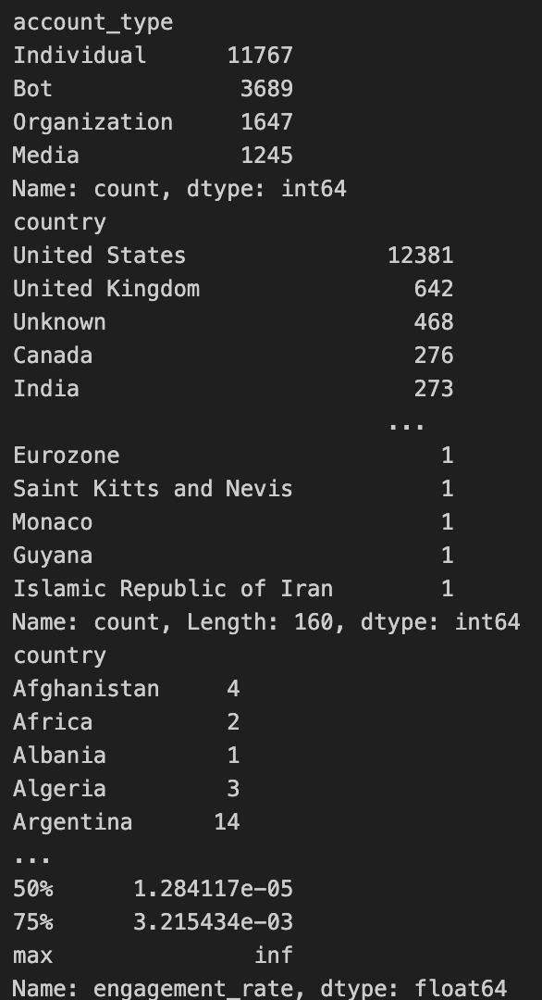 account_type
Individual 11767
Bot 3689
Organization 1647
Media 1245
Name: count, dtype: int64
country
United States 12381
United Kingdom 642
Unknown 468
Canada 276
India 273
...
Eurozone 1
Saint Kitts and Nevis 1
Monaco 1
Guyana 1
Islamic Republic of Iran 1
Name: count, Length: 160, dtype: int64
country
Afghanistan 4
Africa 2
Albania 1
Algeria 3
Argentina 14
...
50% 1.284117e-05
75% 3.215434e-03
max inf
Name: engagement_rate, dtype: float64